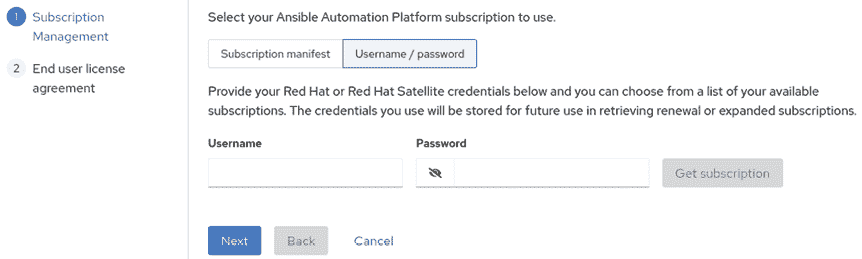 1 Subscription
Management
2 End user license
agreement
Select your Ansible Automation Platform subscription to use.
Subscription manifest Username / password
Provide your Red Hat or Red Hat Satellite credentials below and you can choose from a list of your available
subscriptions. The credentials you use will be stored for future use in retrieving renewal or expanded subscriptions.
Username Password
Get subscription
Next Back Cancel